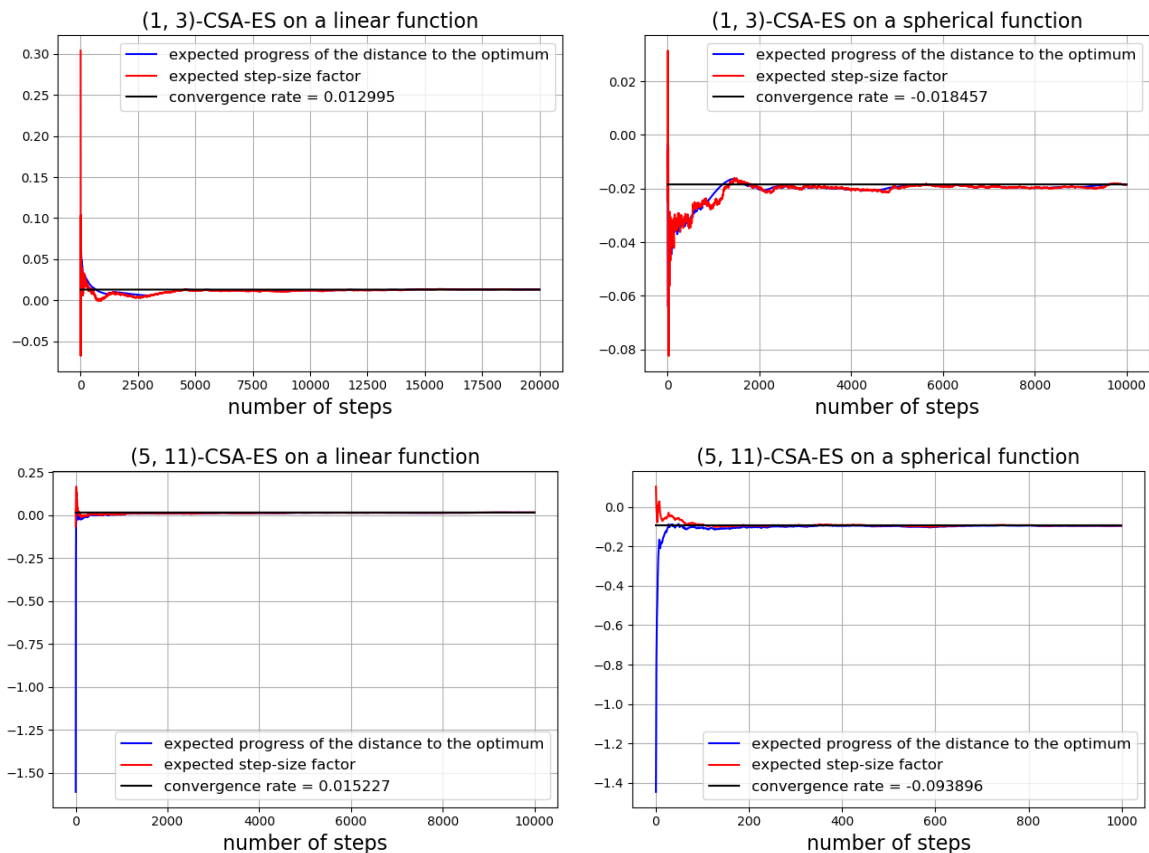 (1, 3)-CSA-ES on a linear function
0.30
0.25
0.20
0.15
0.10
0.05
0.00
−0.05
expected progress of the distance to the optimum
expected step-size factor
convergence rate = 0.012995
0 2500 5000 7500 10000 12500 15000 17500 20000
number of steps
(1, 3)-CSA-ES on a spherical function
0.02
0.00
−0.02
−0.04
−0.06
−0.08
expected progress of the distance to the optimum
expected step-size factor
convergence rate = -0.018457
0 2000 4000 6000 8000 10000
number of steps
(5, 11)-CSA-ES on a linear function
0.25
0.00
−0.25
−0.50
−0.75
−1.00
−1.25
−1.50
expected progress of the distance to the optimum
expected step-size factor
convergence rate = 0.015227
0 2000 4000 6000 8000 10000
number of steps
(5, 11)-CSA-ES on a spherical function
0.0
−0.2
−0.4
−0.6
−0.8
−1.0
−1.2
−1.4
expected progress of the distance to the optimum
expected step-size factor
convergence rate = -0.093896
0 200 400 600 800 1000
number of steps